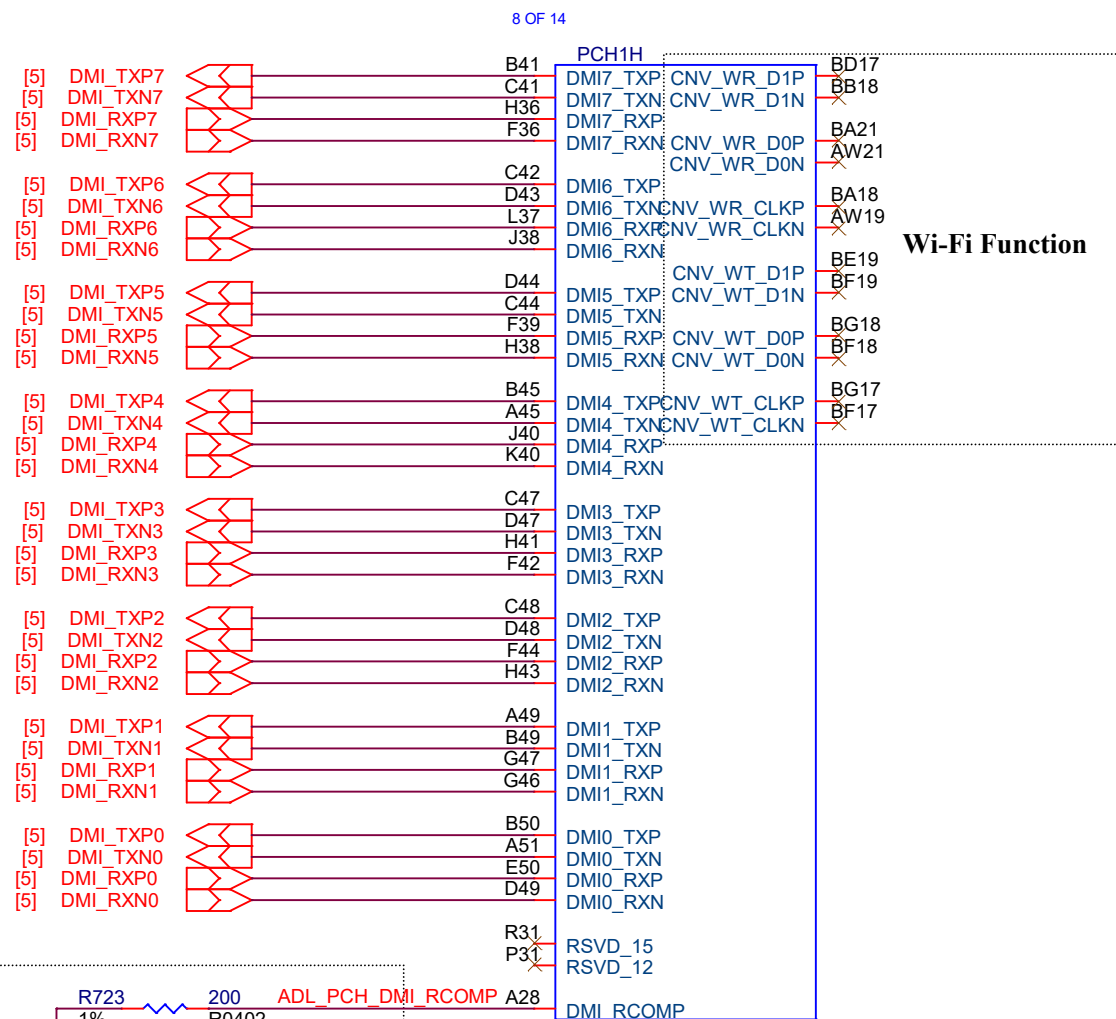 8 OF 14
PCH1H
[5] DMI_TXP7 B41 DMI7_TXP CNV_WR_D1P BD17
[5] DMI_TXN7 C41 DMI7_TXN CNV_WR_D1N BB18
[5] DMI_RXP7 H36 DMI7_RXP
[5] DMI_RXN7 F36 DMI7_RXN CNV_WR_D0P BA21
CNV_WR_D0N AW21
[5] DMI_TXP6 C42 DMI6_TXP
[5] DMI_TXN6 D43 DMI6_TXN CNV_WR_CLKP BA18
[5] DMI_RXP6 L37 DMI6_RXP CNV_WR_CLKN AW19
[5] DMI_RXN6 J38 DMI6_RXN
Wi-Fi Function
CNV_WT_D1P BE19
[5] DMI_TXP5 D44 DMI5_TXP CNV_WT_D1N BF19
[5] DMI_TXN5 C44 DMI5_TXN
[5] DMI_RXP5 F39 DMI5_RXP CNV_WT_D0P BG18
[5] DMI_RXN5 H38 DMI5_RXN CNV_WT_D0N BF18
[5] DMI_TXP4 B45 DMI4_TXP CNV_WT_CLKP BG17
[5] DMI_TXN4 A45 DMI4_TXN CNV_WT_CLKN BF17
[5] DMI_RXP4 J40 DMI4_RXP
[5] DMI_RXN4 K40 DMI4_RXN
[5] DMI_TXP3 C47 DMI3_TXP
[5] DMI_TXN3 D47 DMI3_TXN
[5] DMI_RXP3 H41 DMI3_RXP
[5] DMI_RXN3 F42 DMI3_RXN
[5] DMI_TXP2 C48 DMI2_TXP
[5] DMI_TXN2 D48 DMI2_TXN
[5] DMI_RXP2 F44 DMI2_RXP
[5] DMI_RXN2 H43 DMI2_RXN
[5] DMI_TXP1 A49 DMI1_TXP
[5] DMI_TXN1 B49 DMI1_TXN
[5] DMI_RXP1 G47 DMI1_RXP
[5] DMI_RXN1 G46 DMI1_RXN
[5] DMI_TXP0 B50 DMI0_TXP
[5] DMI_TXN0 A51 DMI0_TXN
[5] DMI_RXP0 E50 DMI0_RXP
[5] DMI_RXN0 D49 DMI0_RXN
R31 RSVD_15
P31 RSVD_12
R723 200 ADL_PCH_DMI_RCOMP A28 DMI_RCOMP
1% R0402